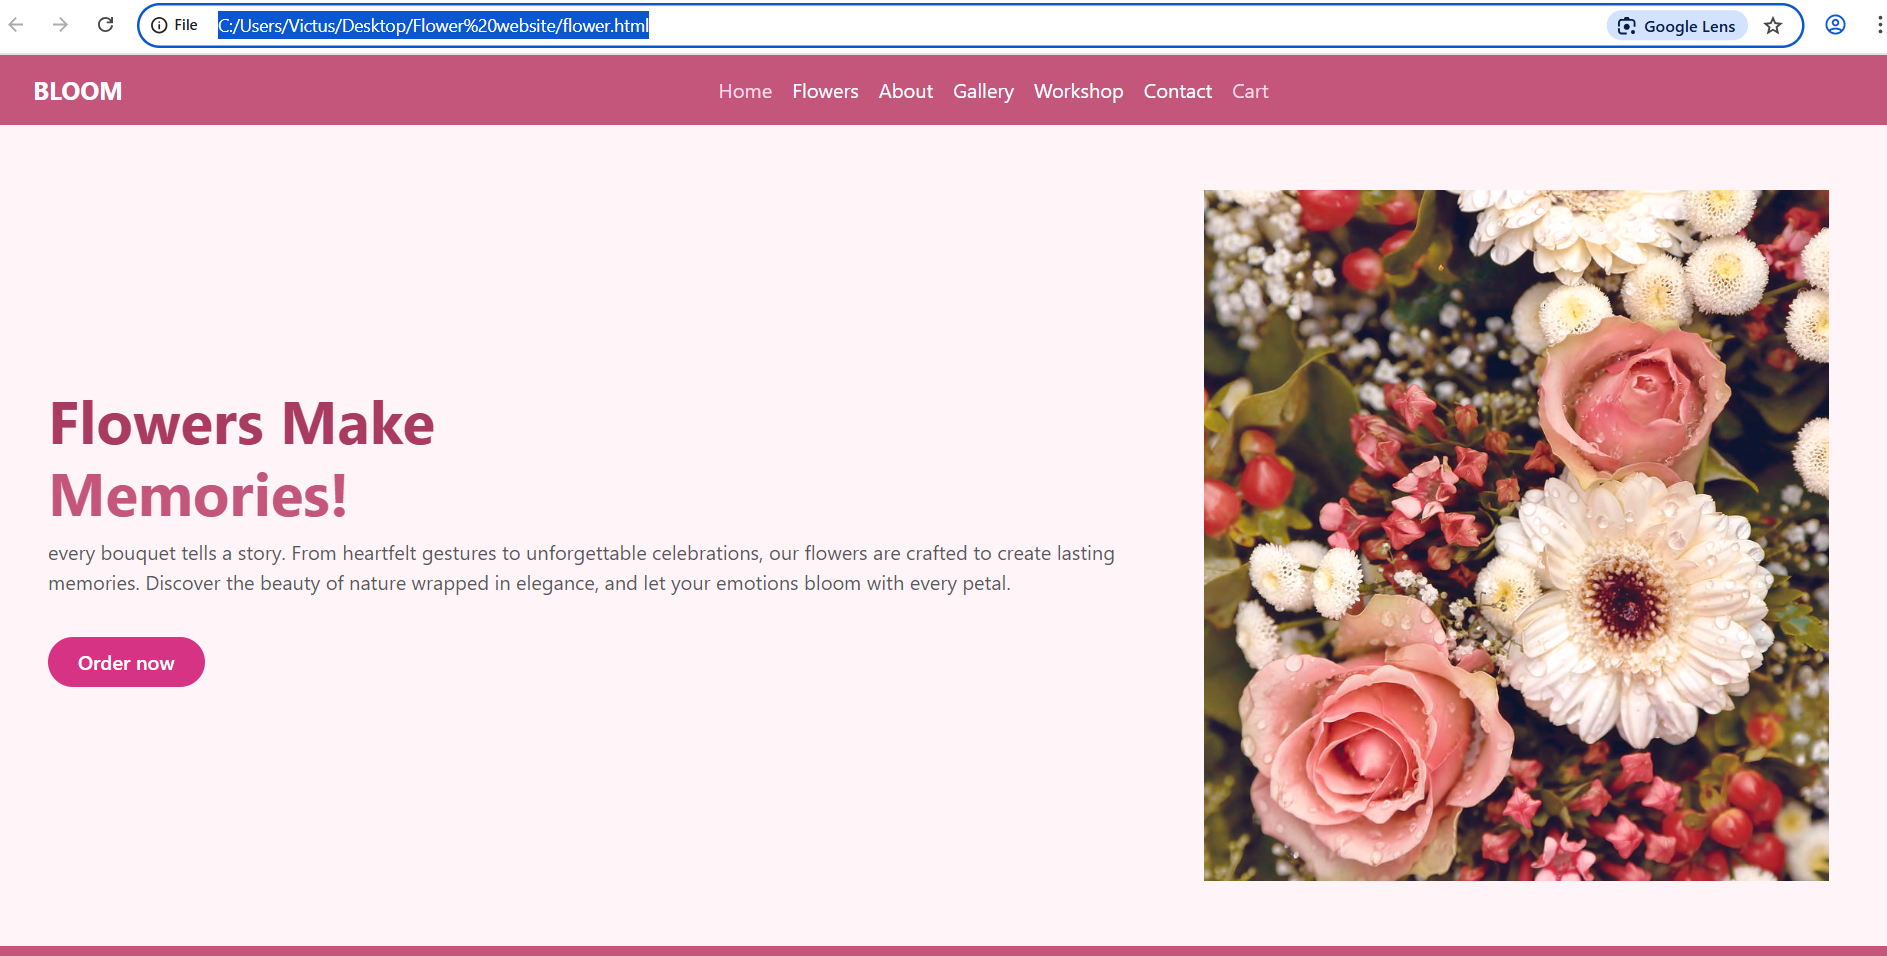 File C:/Users/Victus/Desktop/Flower%20website/flower.html Google Lens
BLOOM Home Flowers About Gallery Workshop Contact Cart
Flowers Make
Memories!
every bouquet tells a story. From heartfelt gestures to unforgettable celebrations, our flowers are crafted to create lasting
memories. Discover the beauty of nature wrapped in elegance, and let your emotions bloom with every petal.
Order now